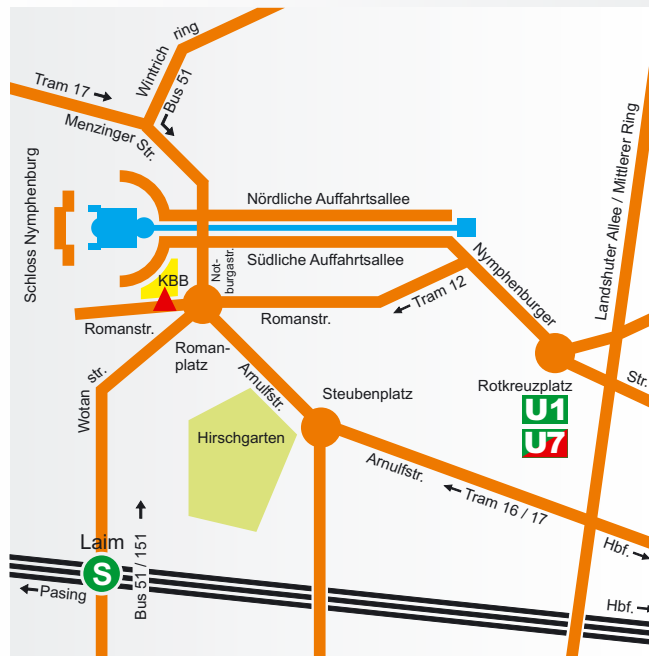 Wintrich ring
Tram 17
Bus 51
Menzinger Str.
Schloss Nymphenburg
Nördliche Auffahrtsallee
Südliche Auffahrtsallee
Not-
burgastr.
KBB
Nymphenburger
Str.
Landshuter Allee / Mittlerer Ring
Tram 12
Romanstr.
Romanstr.
Roman-
platz
Wotan str.
Arnulfstr.
Steubenplatz
Rotkreuzplatz
U1
U7
Hirschgarten
Arnulfstr.
Tram 16 / 17
Hbf.
Laim
S
Bus 51 / 151
Pasing
Hbf.